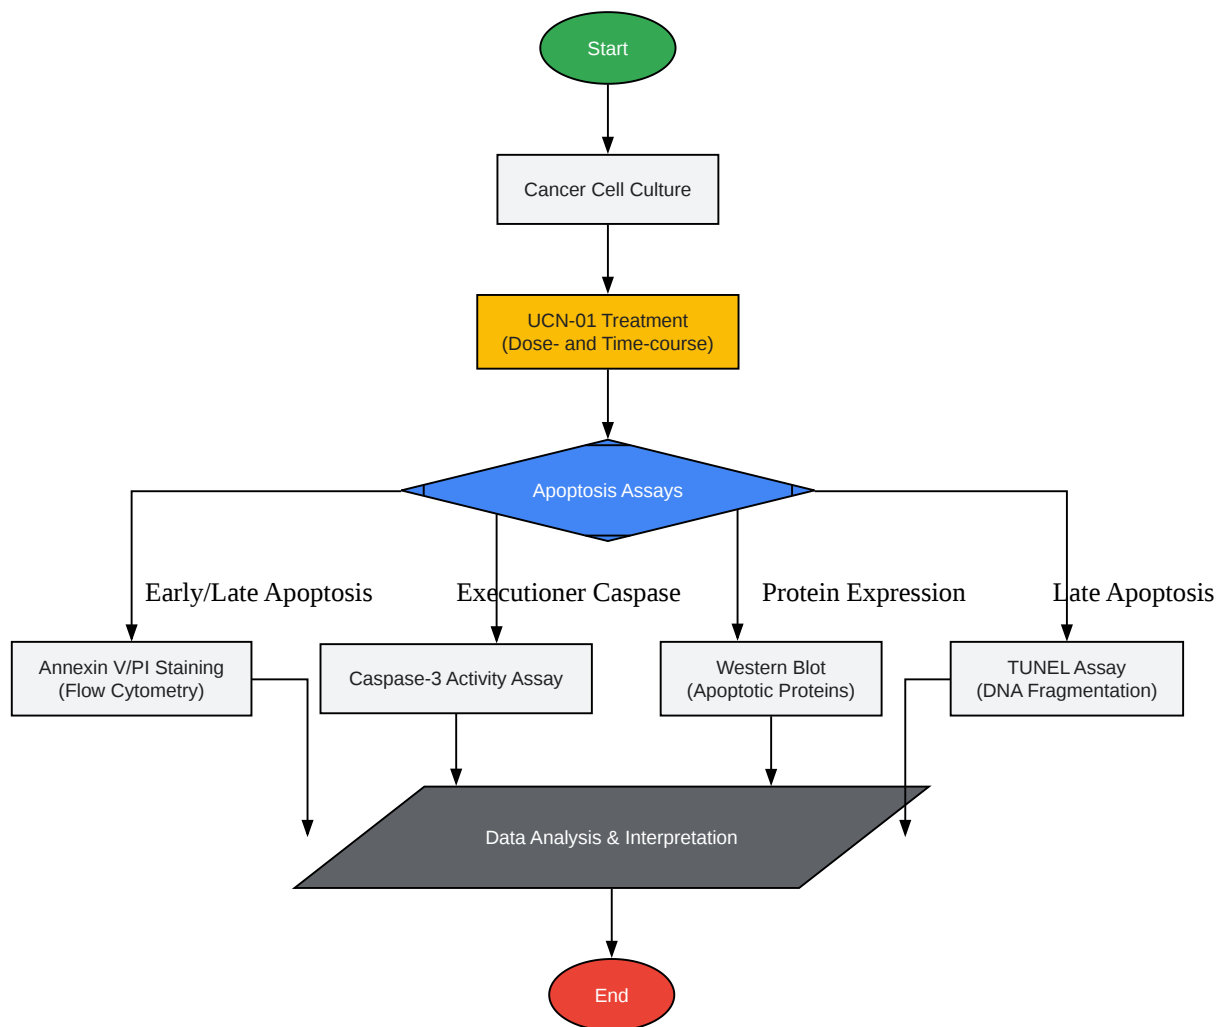 Start
Cancer Cell Culture
UCN-01 Treatment
(Dose- and Time-course)
Apoptosis Assays
Early/Late Apoptosis
Executioner Caspase
Protein Expression
Late Apoptosis
Annexin V/PI Staining
(Flow Cytometry)
Caspase-3 Activity Assay
Western Blot
(Apoptotic Proteins)
TUNEL Assay
(DNA Fragmentation)
Data Analysis & Interpretation
End